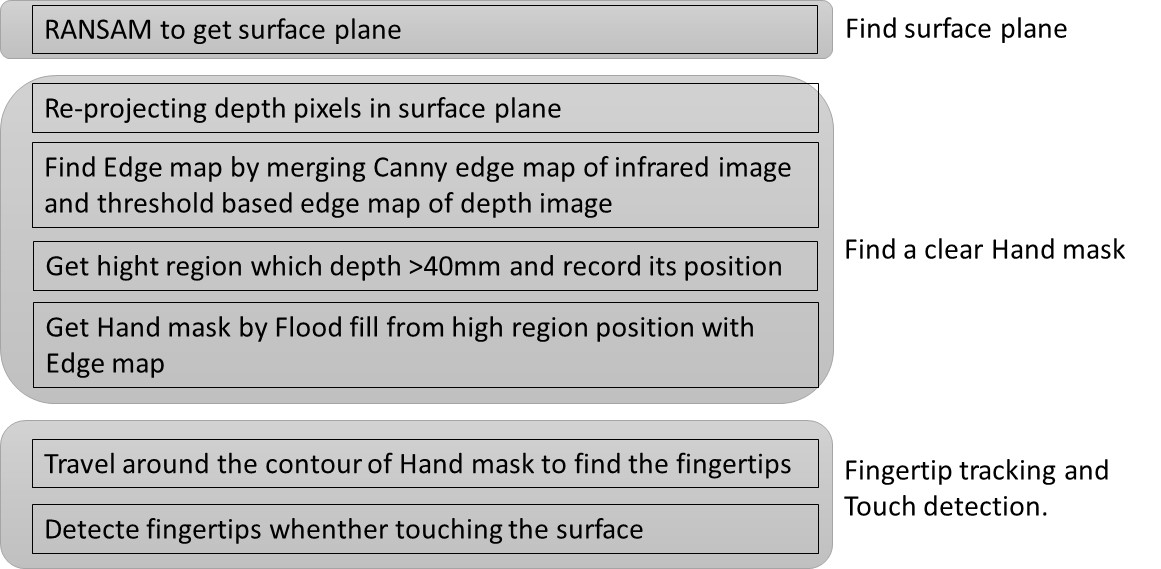 RANSAM to get surface plane
Find surface plane
Re-projecting depth pixels in surface plane
Find Edge map by merging Canny edge map of infrared image
and threshold based edge map of depth image
Get hight region which depth >40mm and record its position
Get Hand mask by Flood fill from high region position with
Edge map
Find a clear Hand mask
Travel around the contour of Hand mask to find the fingertips
Detecte fingertips whenther touching the surface
Fingertip tracking and
Touch detection.